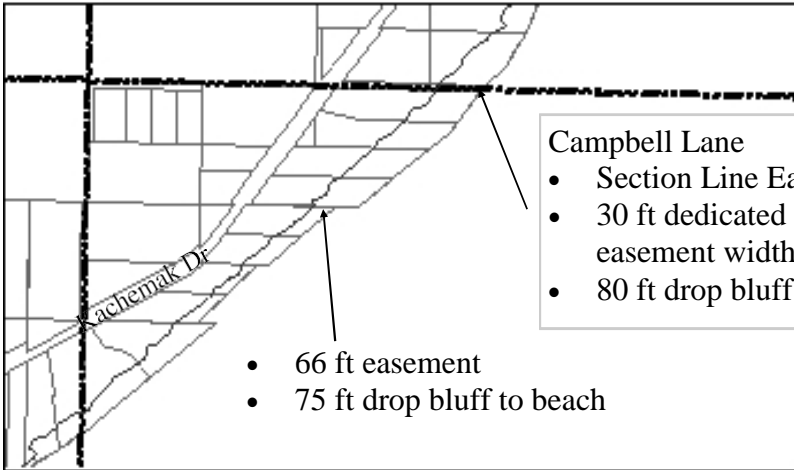 Campbell Lane
• Section Line Ea
• 30 ft dedicated
easement width
• 80 ft drop bluff
Kachemak Dr
• 66 ft easement
• 75 ft drop bluff to beach